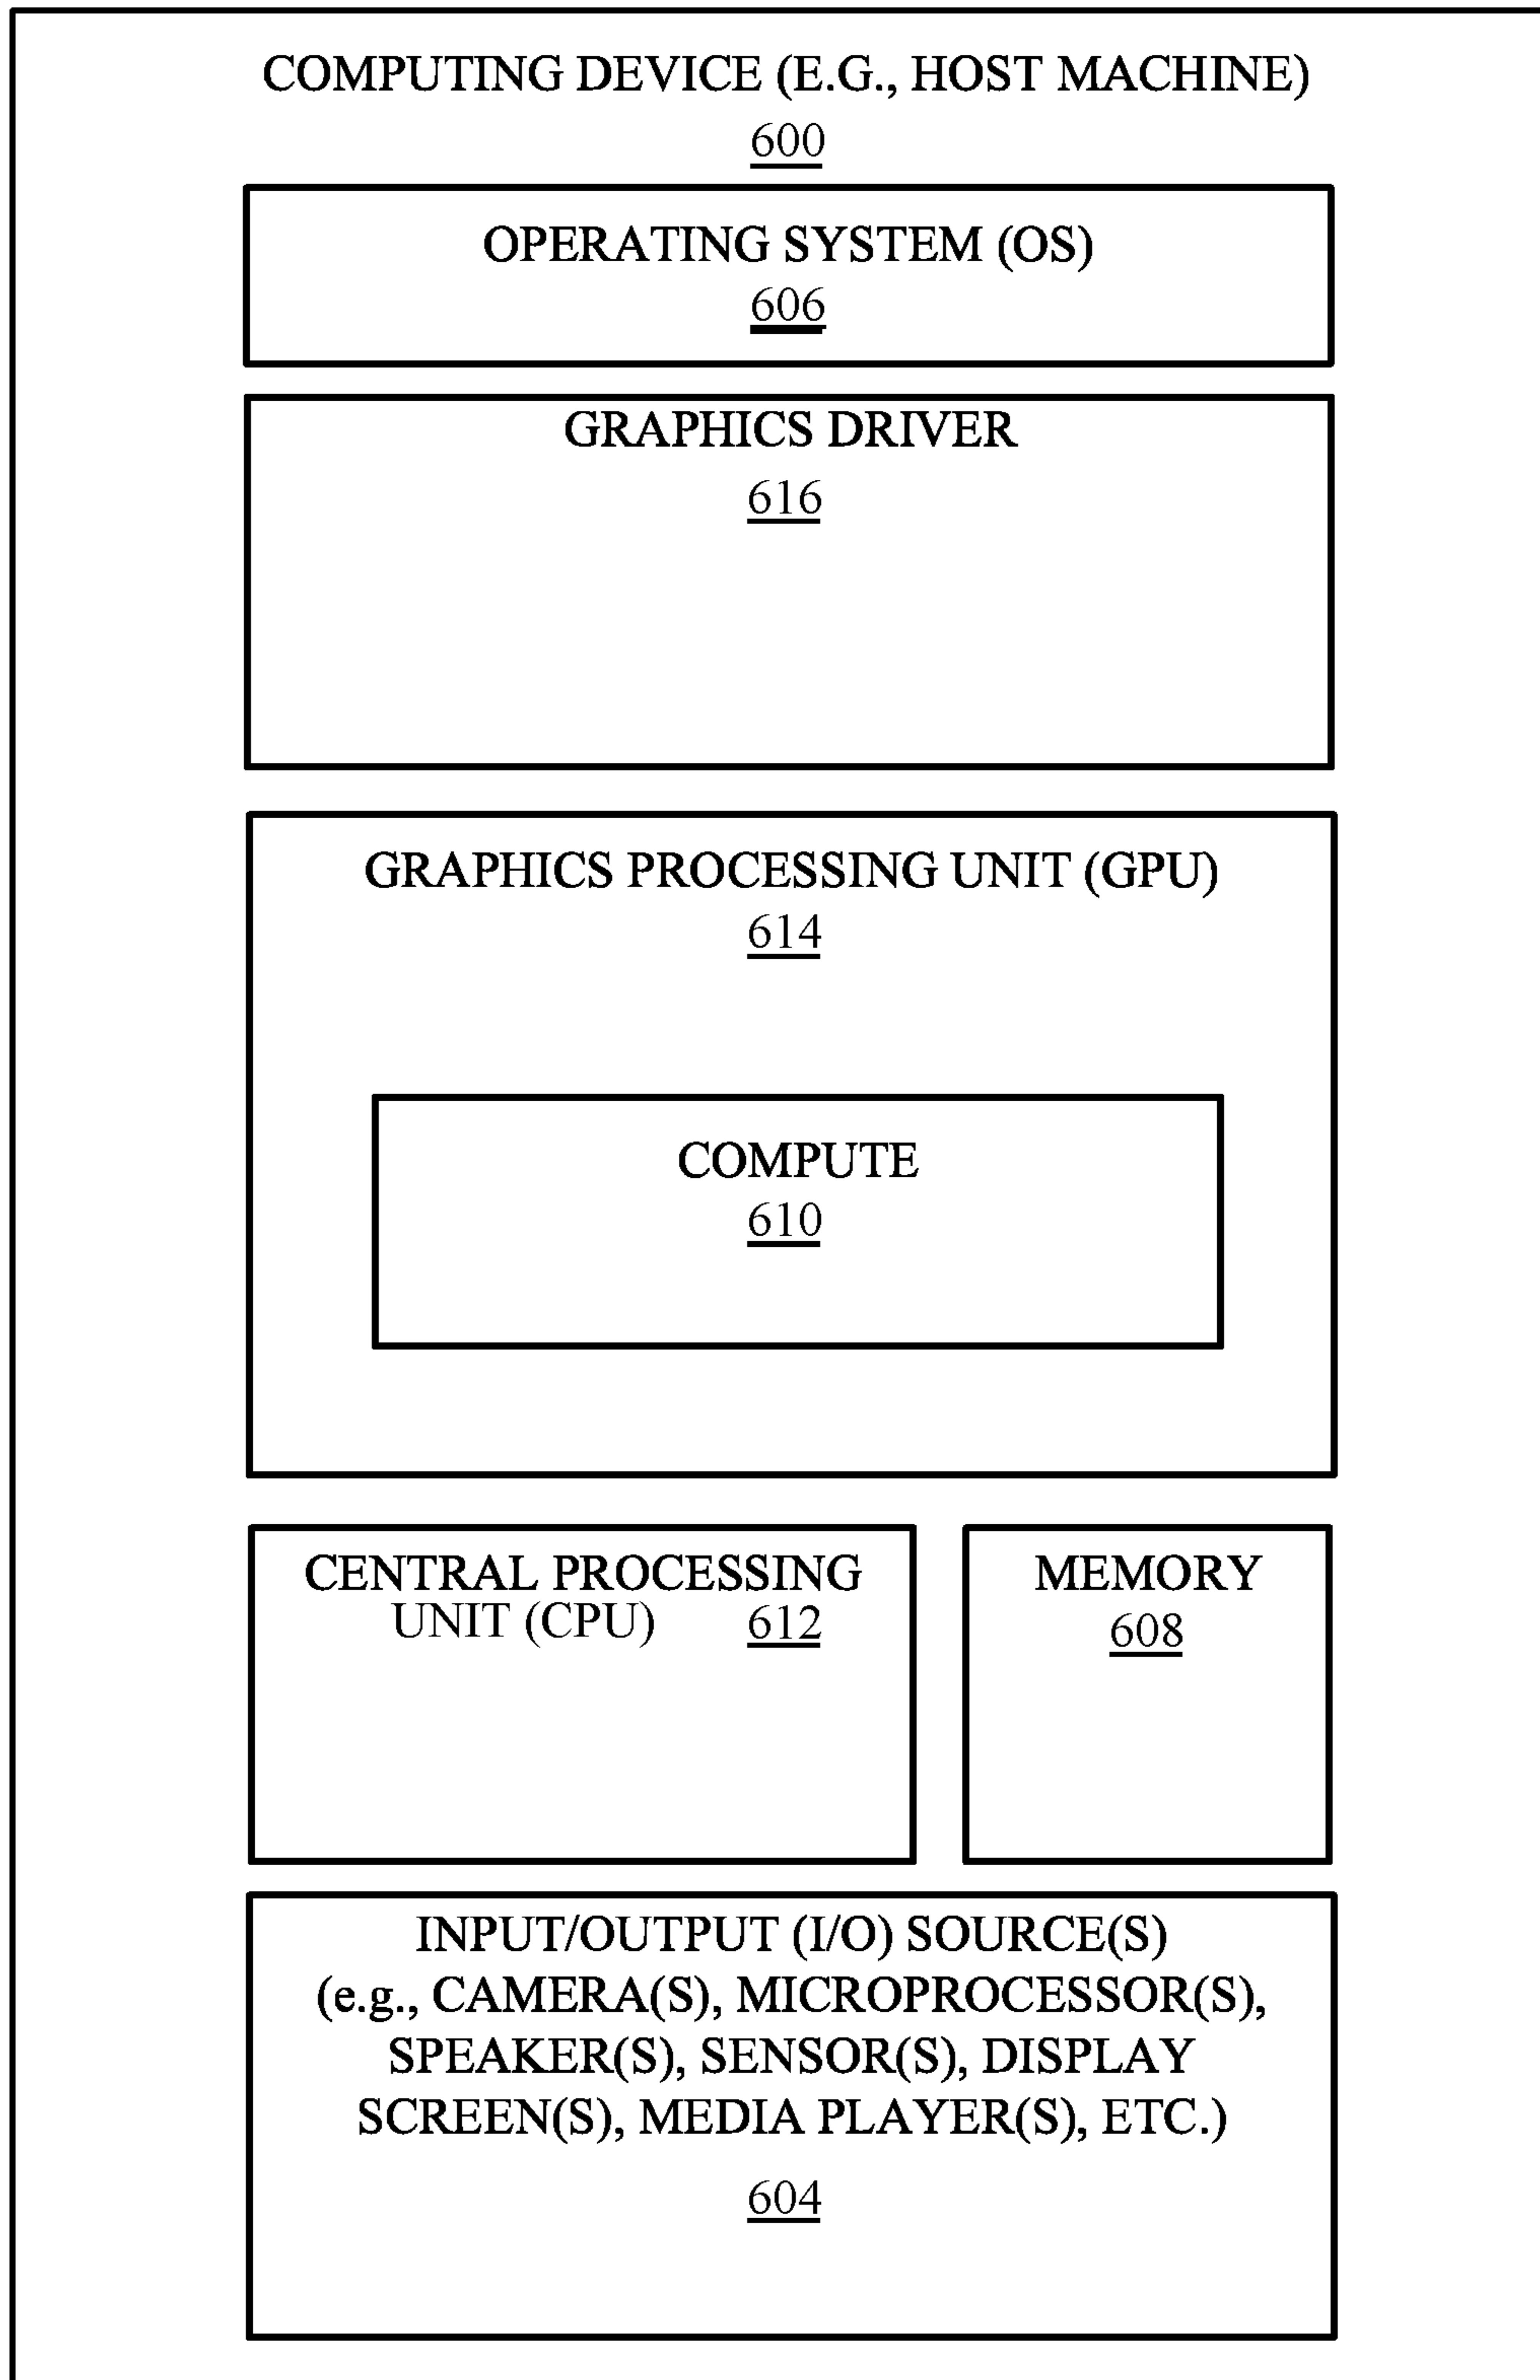 COMPUTING DEVICE (E.G., HOST MACHINE)
600
OPERATING SYSTEM (OS)
606
GRAPHICS DRIVER
616
GRAPHICS PROCESSING UNIT (GPU)
614
COMPUTE
610
CENTRAL PROCESSING
UNIT (CPU) 612
MEMORY
608
INPUT/OUTPUT (I/O) SOURCE(S)
(e.g., CAMERA(S), MICROPROCESSOR(S),
SPEAKER(S), SENSOR(S), DISPLAY
SCREEN(S), MEDIA PLAYER(S), ETC.)
604